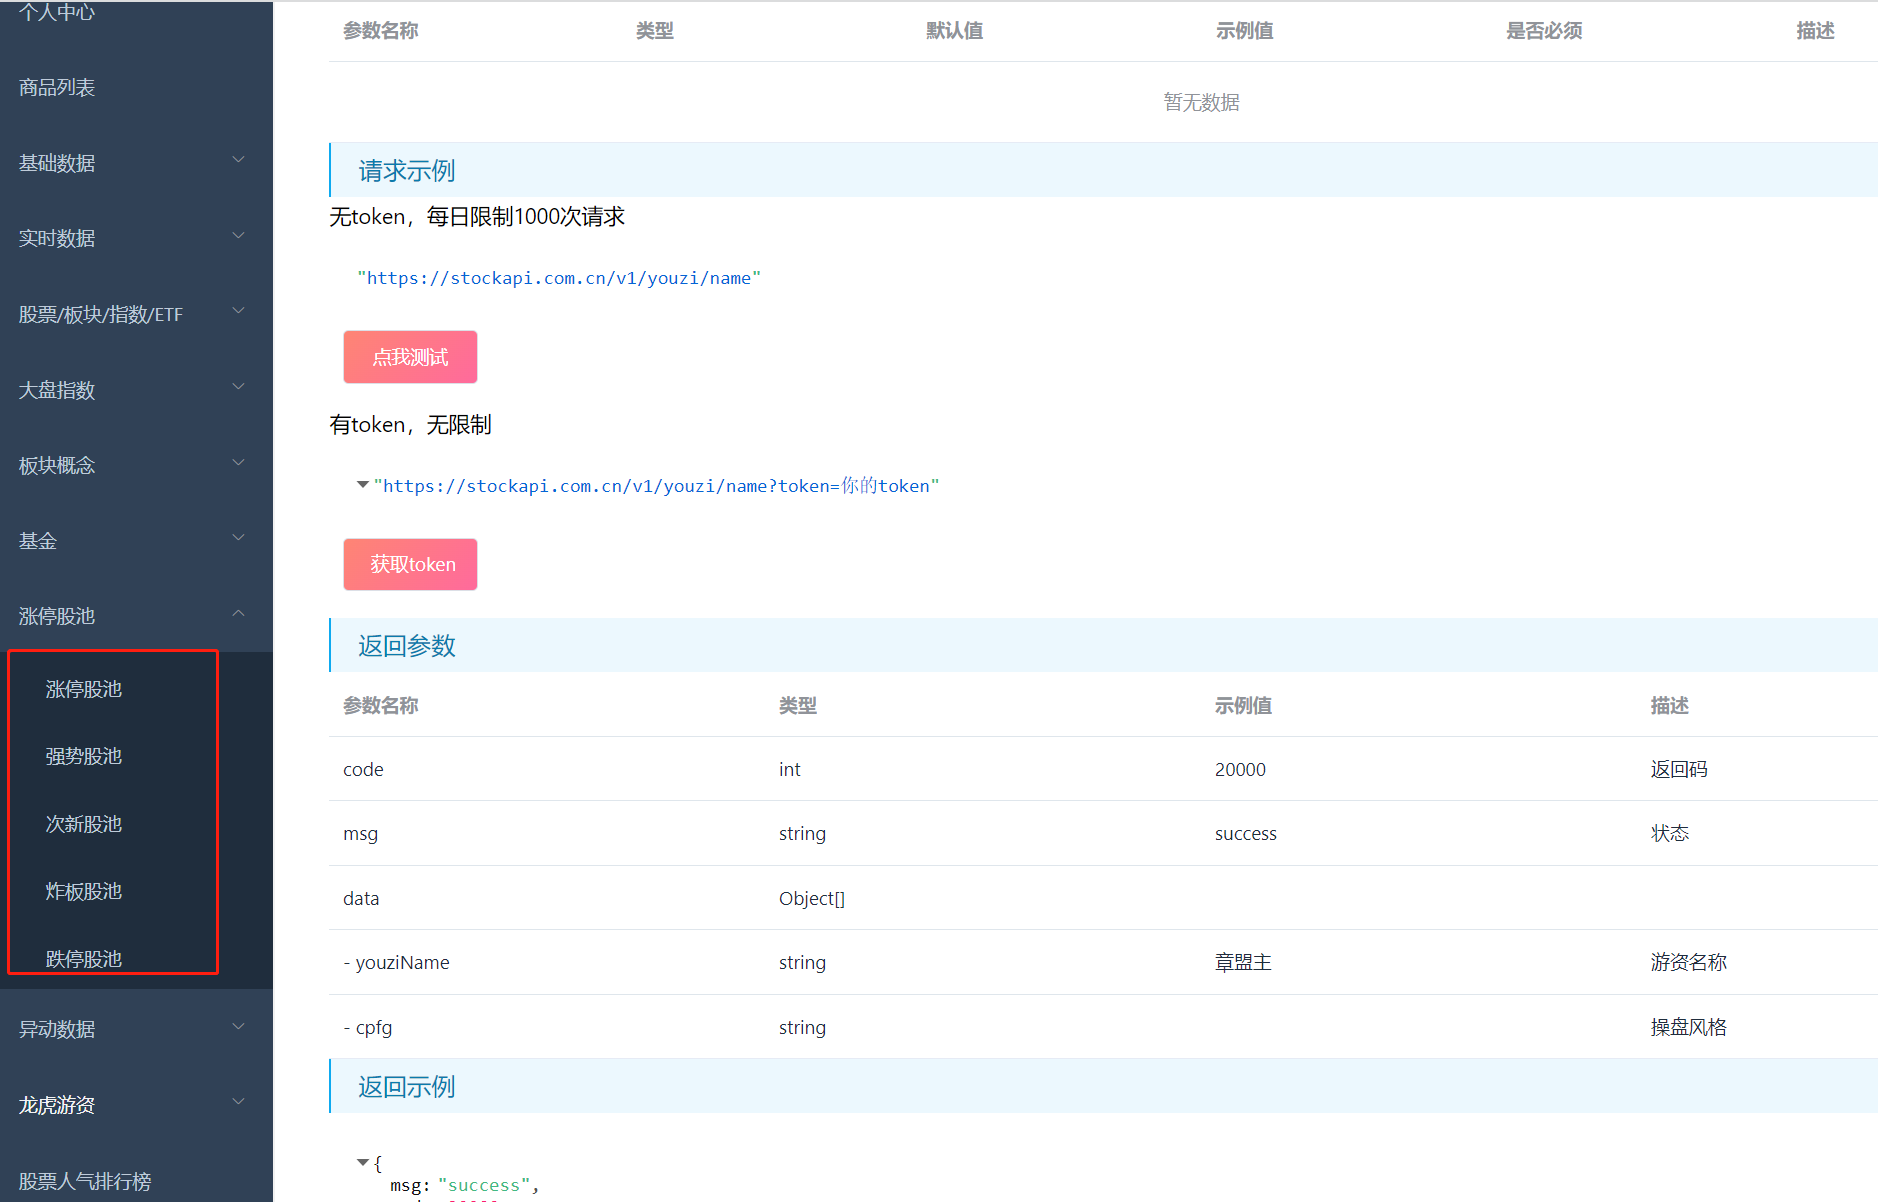 个人中心
商品列表
基础数据
实时数据
股票/板块/指数/ETF
大盘指数
板块概念
基金
涨停股池
涨停股池
强势股池
次新股池
炸板股池
跌停股池
异动数据
龙虎游资
股票人气排行榜
参数名称 类型 默认值 示例值 是否必须 描述
暂无数据
请求示例
无token，每日限制1000次请求
"https://stockapi.com.cn/v1/youzi/name"
点我测试
有token，无限制
"https://stockapi.com.cn/v1/youzi/name?token=你的token"
获取token
返回参数
参数名称 类型 示例值 描述
code int 20000 返回码
msg string success 状态
data Object[]
- youziName string 章盟主 游资名称
- cpfg string 操盘风格
返回示例
{
msg: "success",